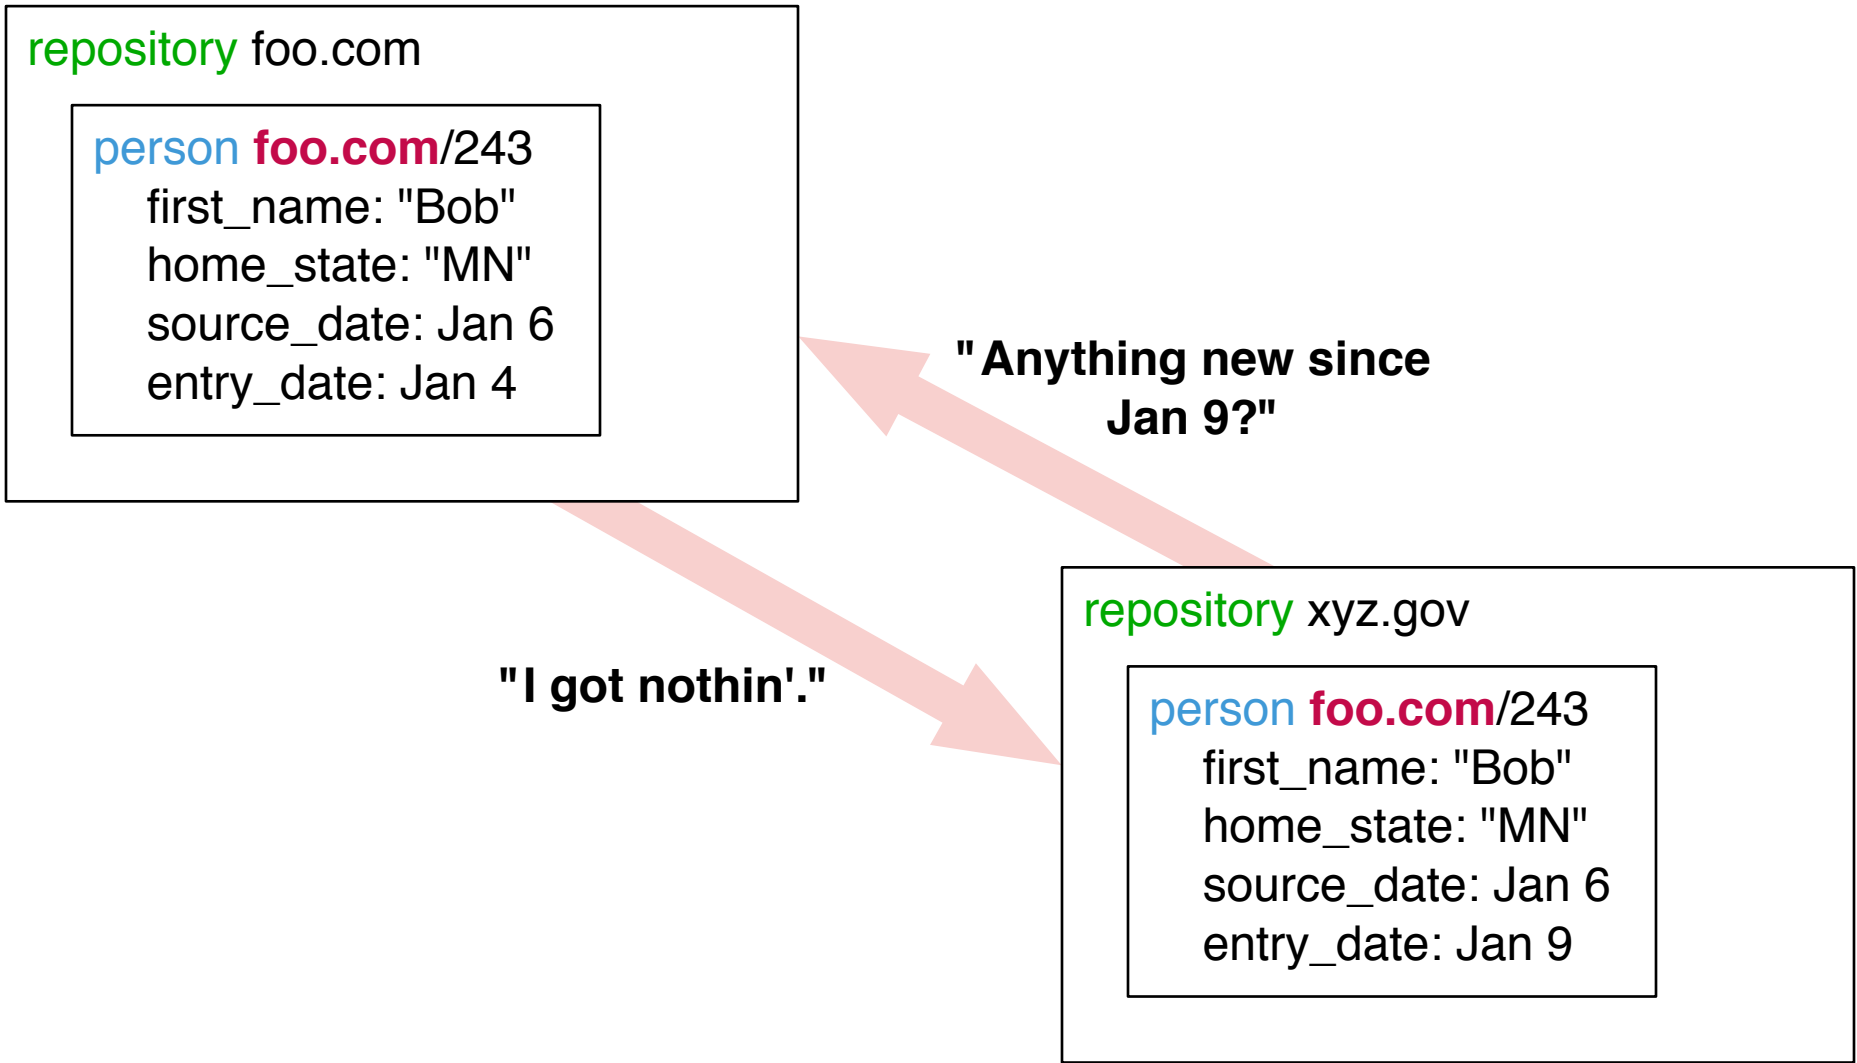 repository foo.com
person foo.com/243
first_name: "Bob"
home_state: "MN"
source_date: Jan 6
entry_date: Jan 4
"Anything new since
Jan 9?"
"I got nothin'."
repository xyz.gov
person foo.com/243
first_name: "Bob"
home_state: "MN"
source_date: Jan 6
entry_date: Jan 9